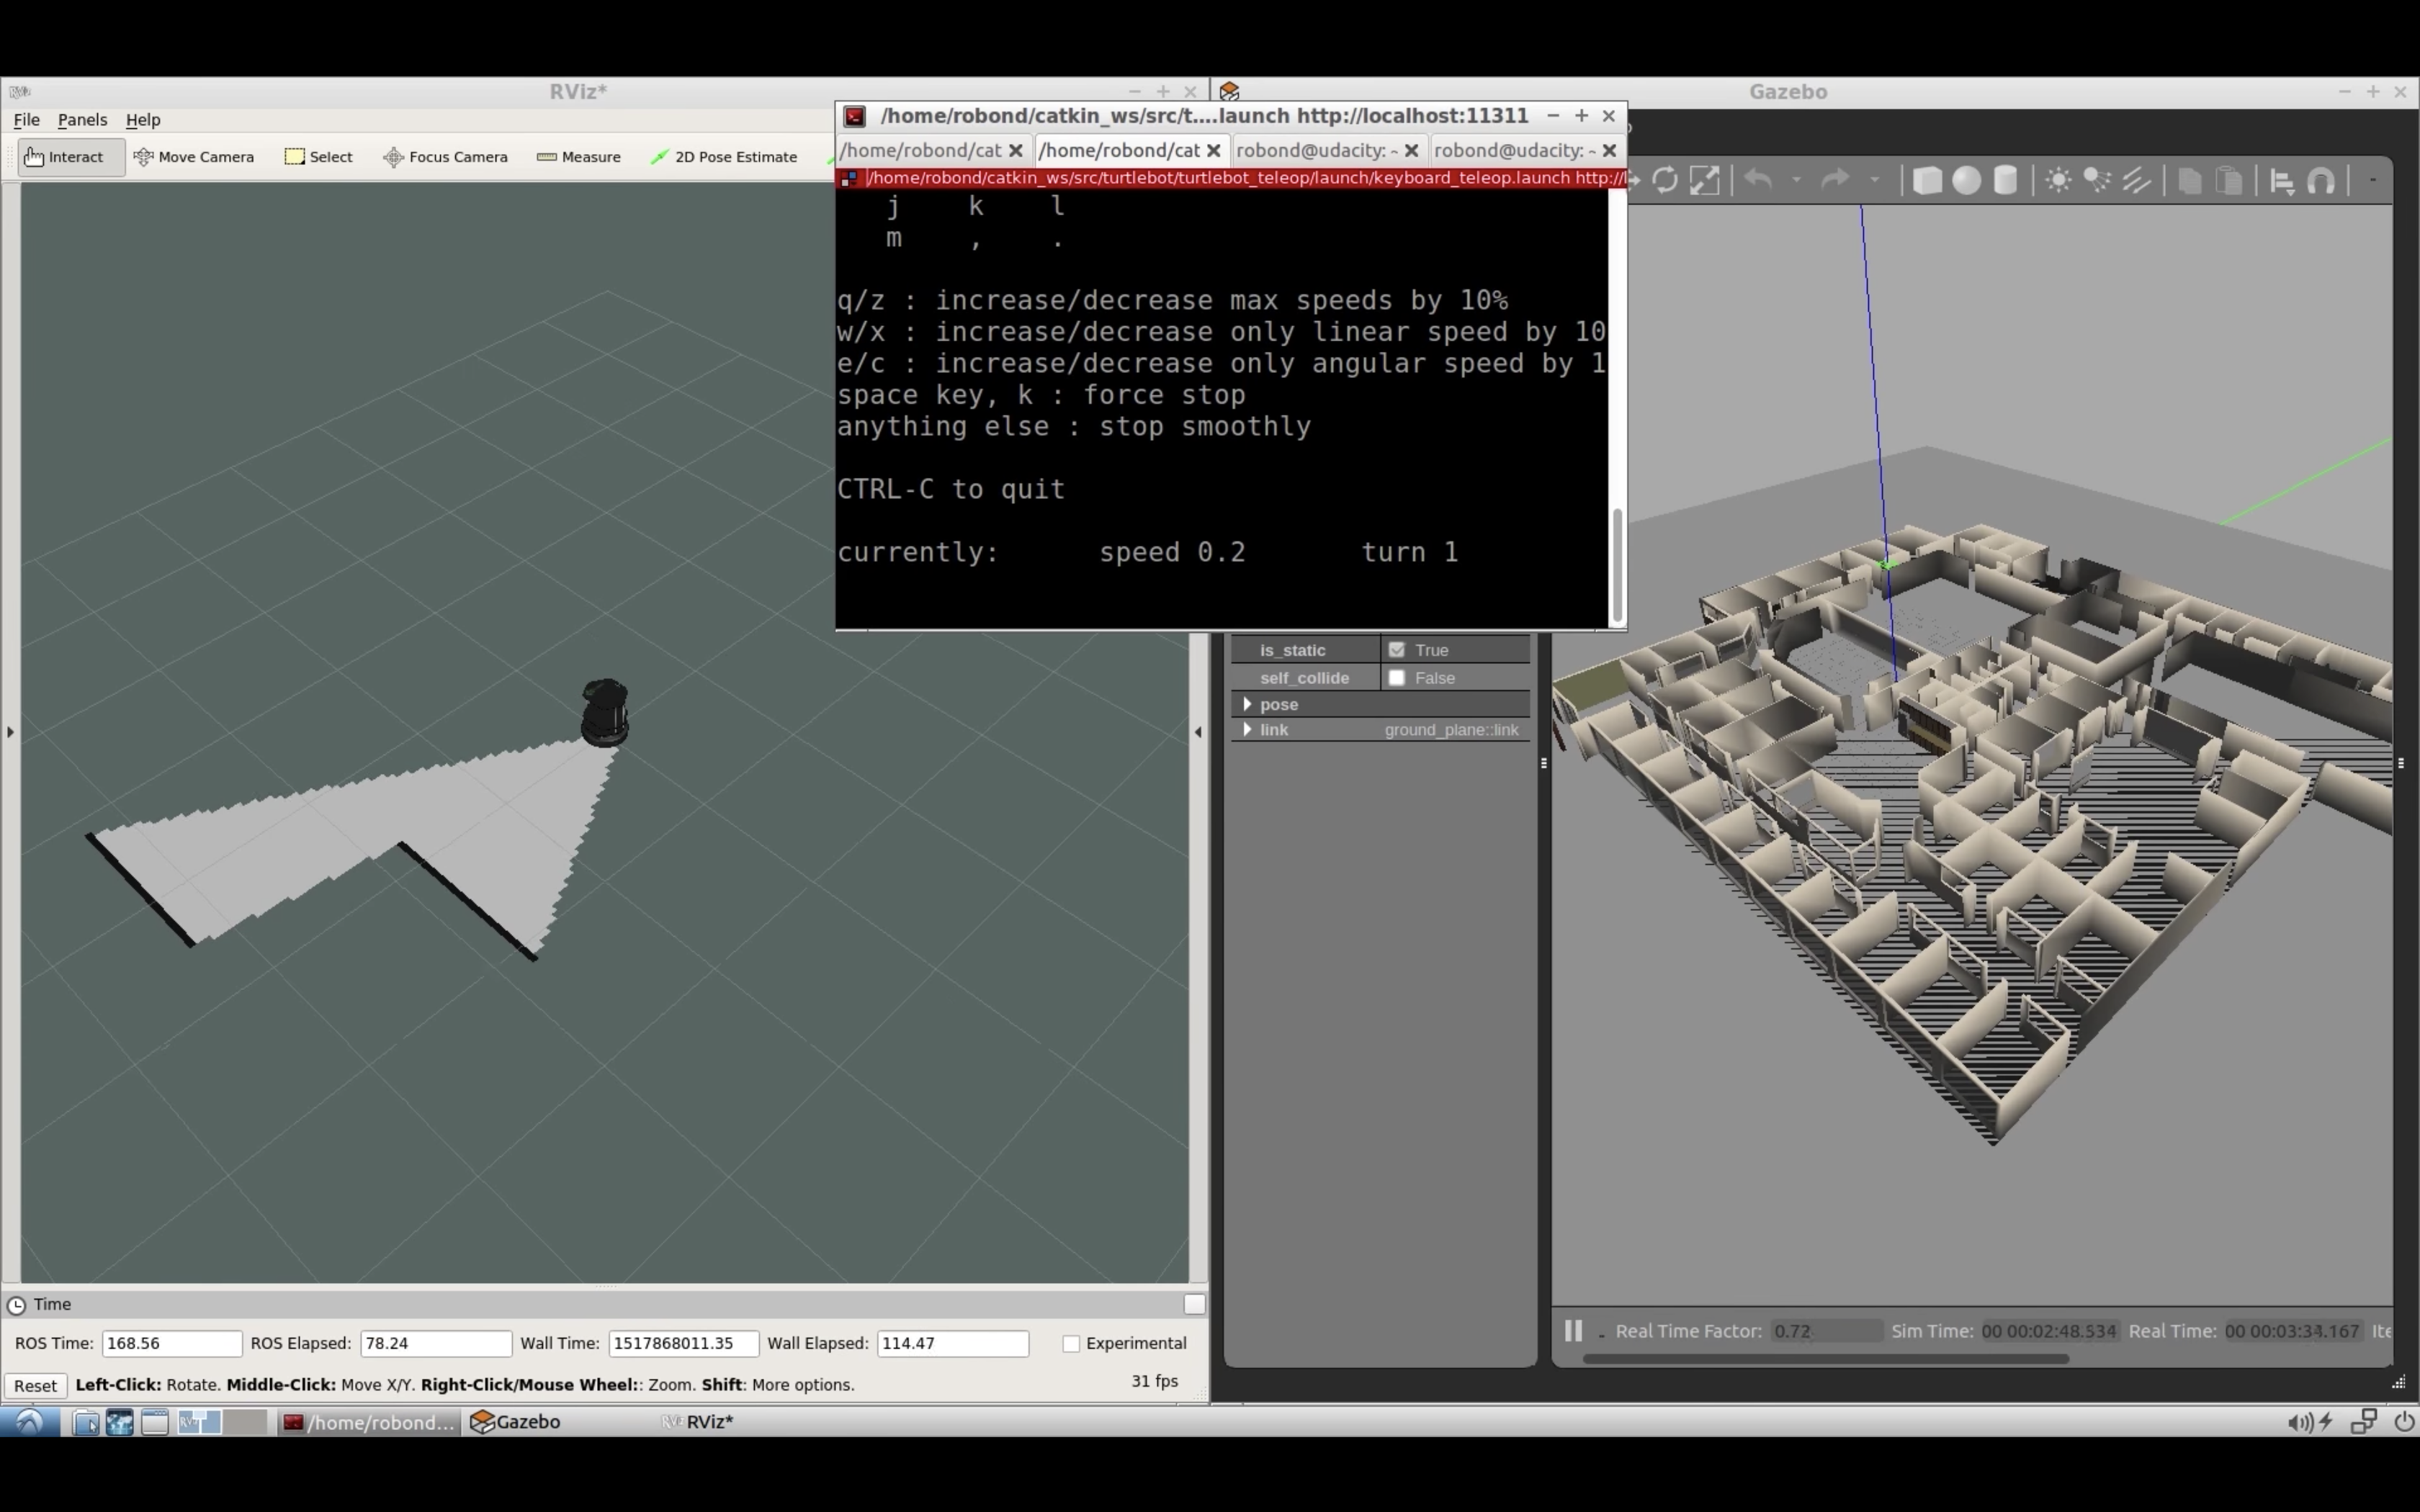 RViz*
File Panels Help
Interact Move Camera Select Focus Camera Measure 2D Pose Estimate
/home/robond/catkin_ws/src/t....launch http://localhost:11311
/home/robond/cat /home/robond/cat robond@udacity: ~ robond@udacity: ~
/home/robond/catkin_ws/src/turtlebot/turtlebot_teleop/launch/keyboard_teleop.launch http://
j k l
m , .
q/z : increase/decrease max speeds by 10%
w/x : increase/decrease only linear speed by 10
e/c : increase/decrease only angular speed by 1
space key, k : force stop
anything else : stop smoothly
CTRL-C to quit
currently: speed 0.2 turn 1
Gazebo
is_static True
self_collide False
pose
link ground_plane::link
Real Time Factor: 0.72 Sim Time: 00 00:02:48.534 Real Time: 00 00:03:34.167 Ite
Time
ROS Time: 168.56 ROS Elapsed: 78.24 Wall Time: 1517868011.35 Wall Elapsed: 114.47 Experimental
Reset Left-Click: Rotate. Middle-Click: Move X/Y. Right-Click/Mouse Wheel:: Zoom. Shift: More options. 31 fps
/home/robond... Gazebo RViz*